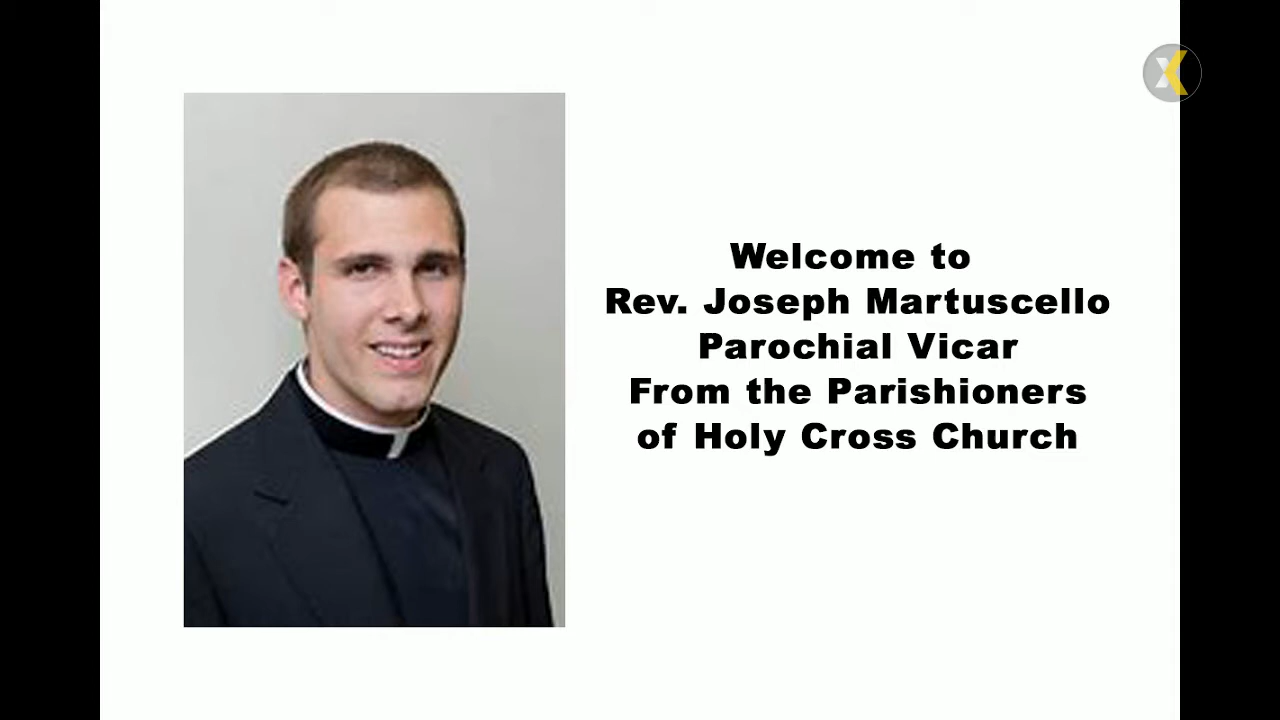 Welcome to
Rev. Joseph Martuscello
Parochial Vicar
From the Parishioners
of Holy Cross Church